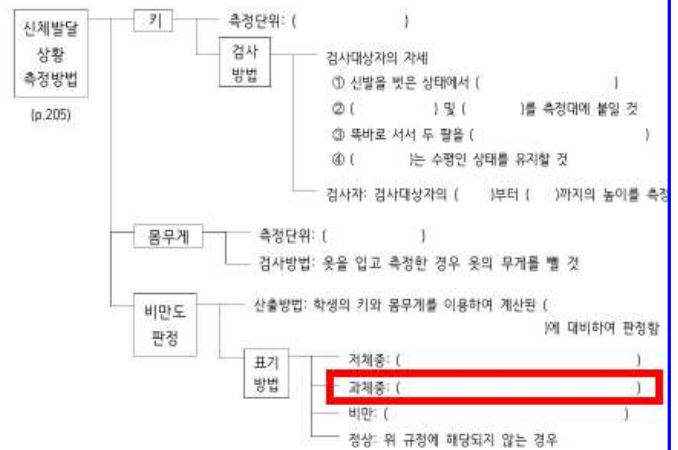 신체발달
상황
측정방법
(p.205)
키
측정단위: ( )
검사
방법
검사대상자의 자세
① 신발을 벗은 상태에서 ( )
② ( ) 및 ( )를 측정대에 붙일 것
③ 똑바로 서서 두 팔을 ( )
④ ( )는 수평인 상태를 유지할 것
검사자: 검사대상자의 ( )부터 ( )까지의 높이를 측정
몸무게
측정단위: ( )
검사방법: 옷을 입고 측정한 경우 옷의 무게를 뺄 것
비만도
판정
산출방법: 학생의 키와 몸무게를 이용하여 계산된 (
)에 대비하여 판정함
표기
방법
저체중: ( )
과체중: ( )
비만: ( )
정상: 위 규정에 해당되지 않는 경우